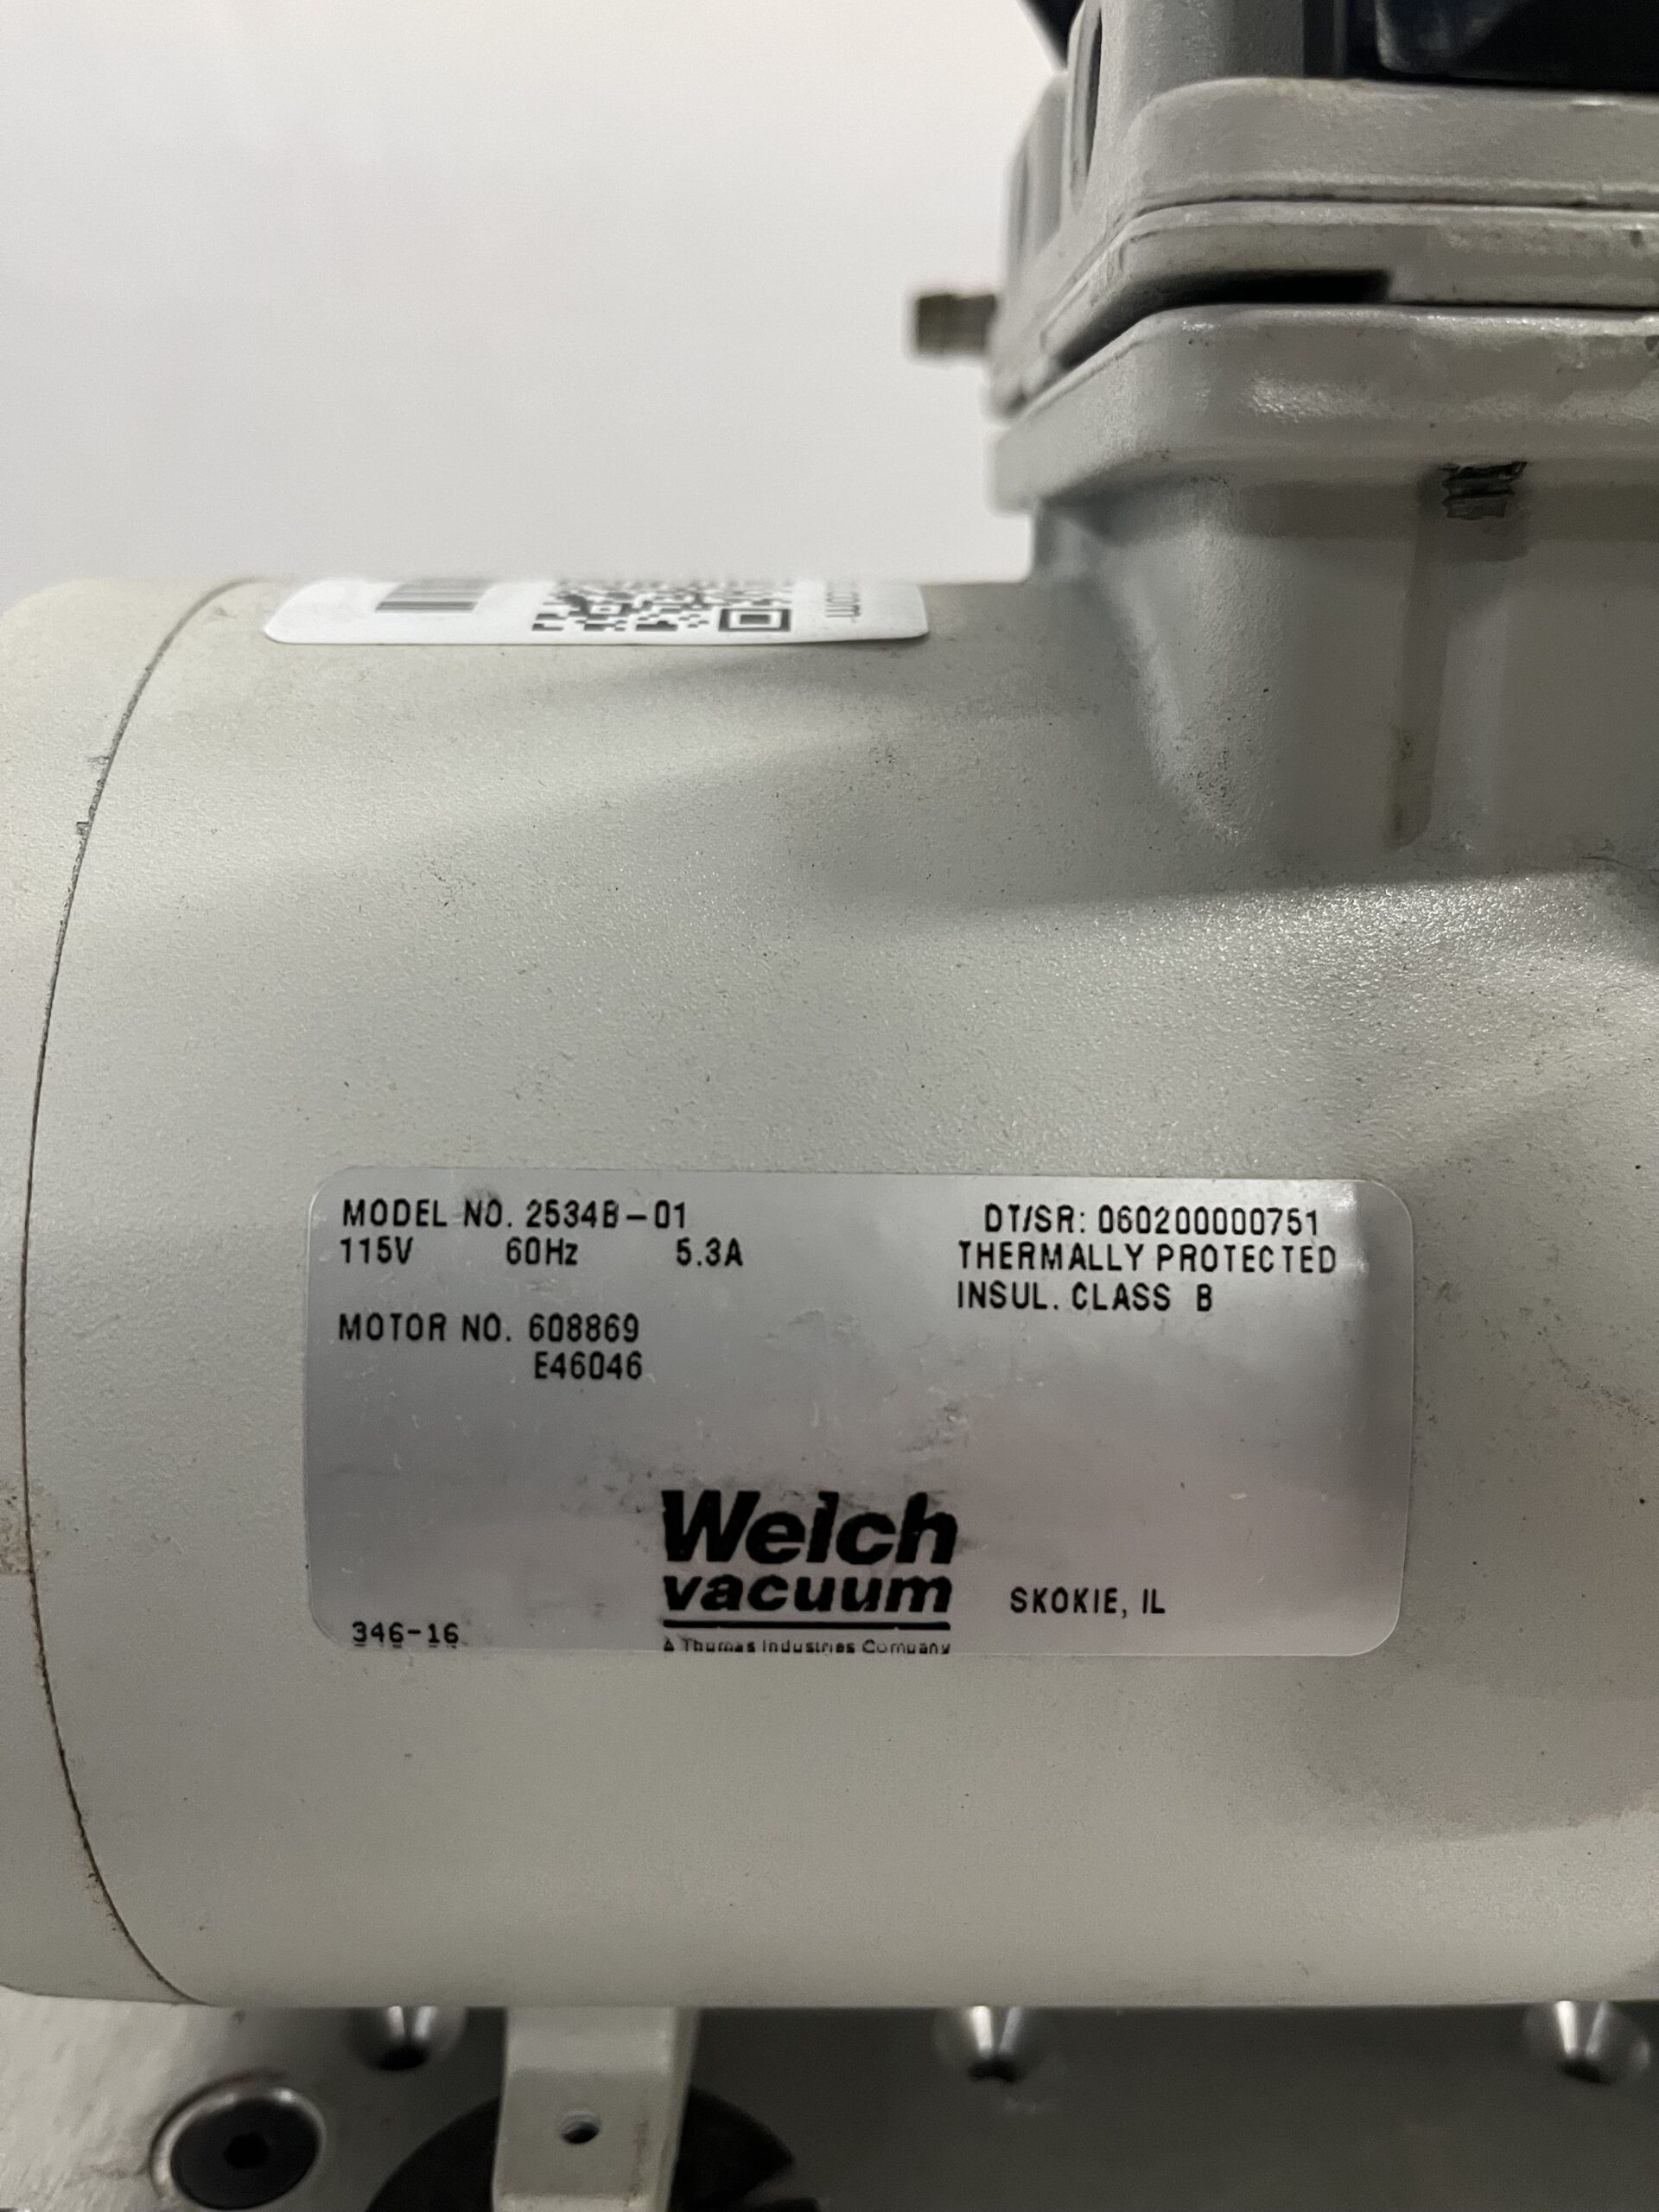 .com
MODEL NO. 2534B-01
115V 60Hz 5.3A
MOTOR NO. 608869
E46046
DT/SR: 060200000751
THERMALLY PROTECTED
INSUL. CLASS B
Welch
vacuum
A Thomas Industries Company
SKOKIE, IL
346-16